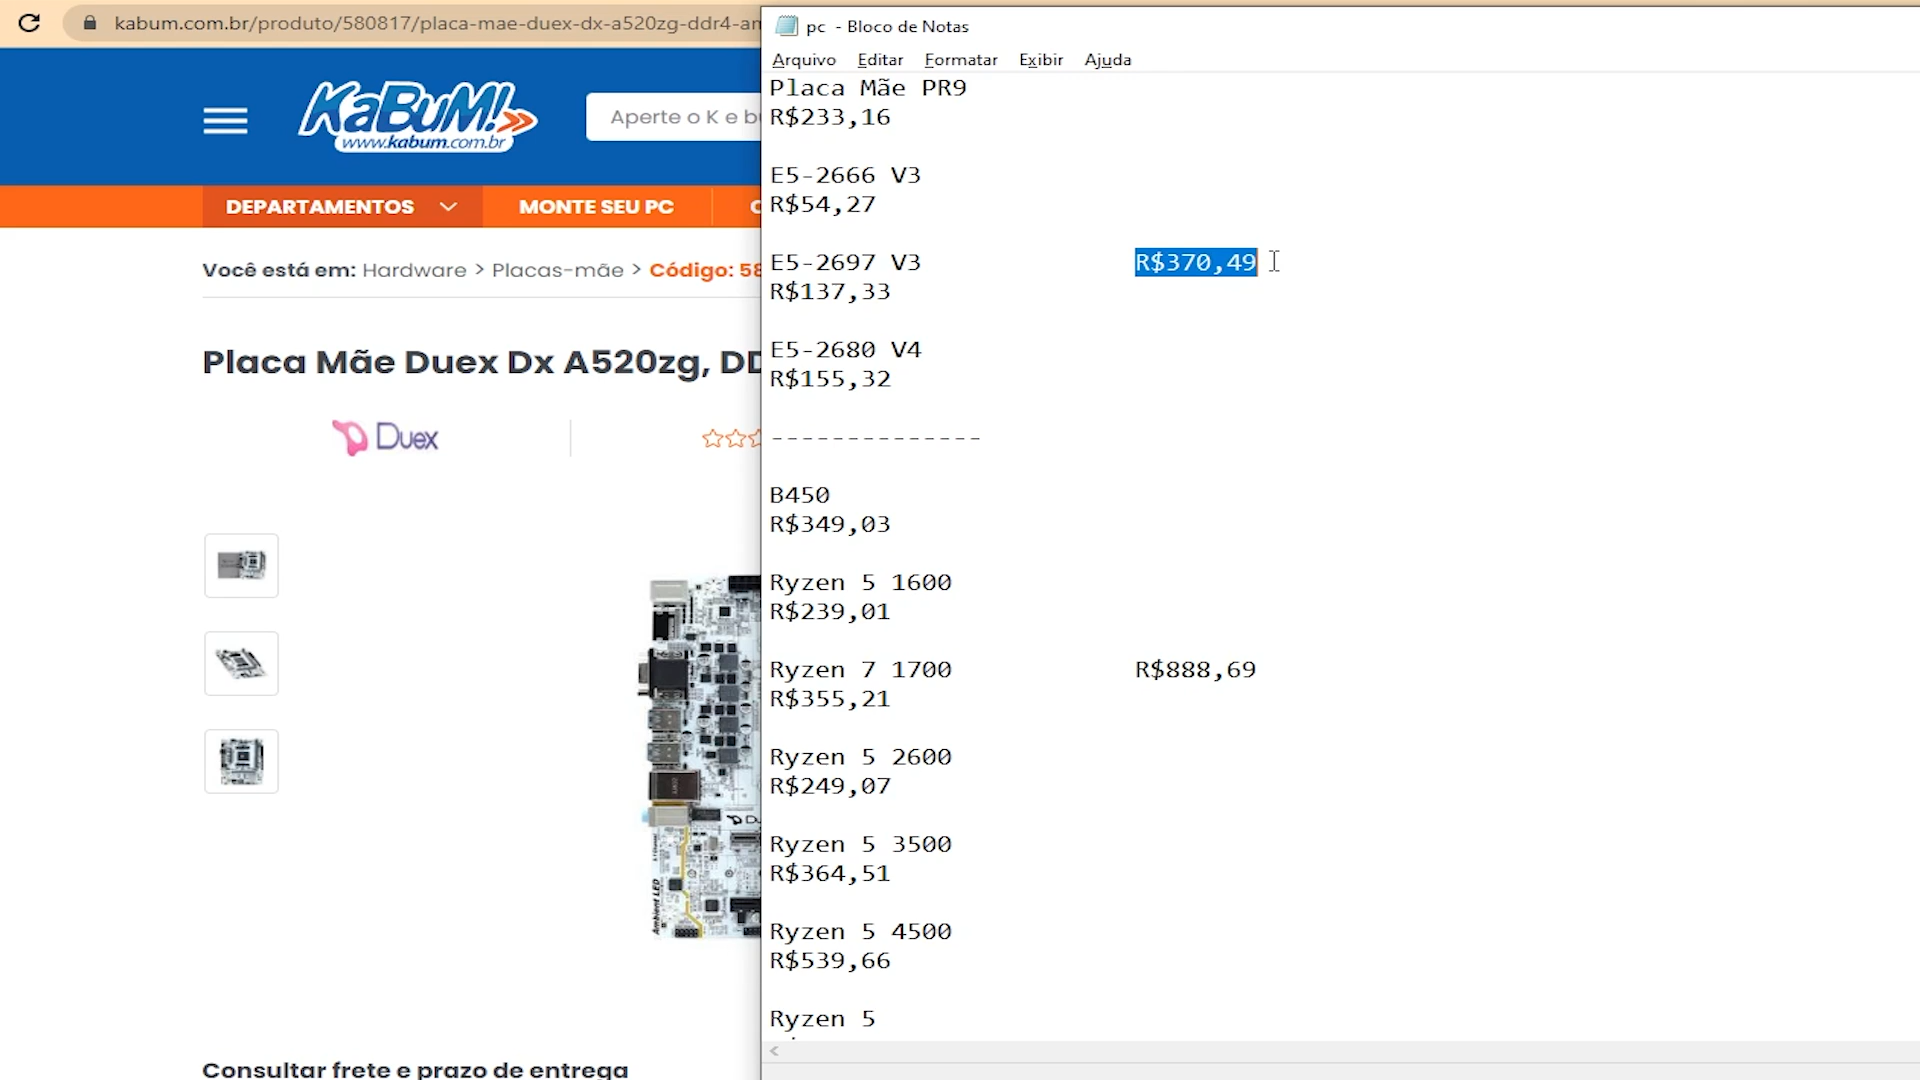 kabum.com.br/produto/580817/placa-mae-duex-dx-a520zg-ddr4-am
KaBuM!
www.kabum.com.br
Aperte o K e bu
DEPARTAMENTOS
MONTE SEU PC
Você está em: Hardware > Placas-mãe > Código: 58
Placa Mãe Duex Dx A520zg, DD
Duex
Ambient LED
Consultar frete e prazo de entrega
pc - Bloco de Notas
Arquivo Editar Formatar Exibir Ajuda
Placa Mãe PR9
R$233,16
E5-2666 V3
R$54,27
E5-2697 V3 R$370,49
R$137,33
E5-2680 V4
R$155,32
--------------
B450
R$349,03
Ryzen 5 1600
R$239,01
Ryzen 7 1700 R$888,69
R$355,21
Ryzen 5 2600
R$249,07
Ryzen 5 3500
R$364,51
Ryzen 5 4500
R$539,66
Ryzen 5